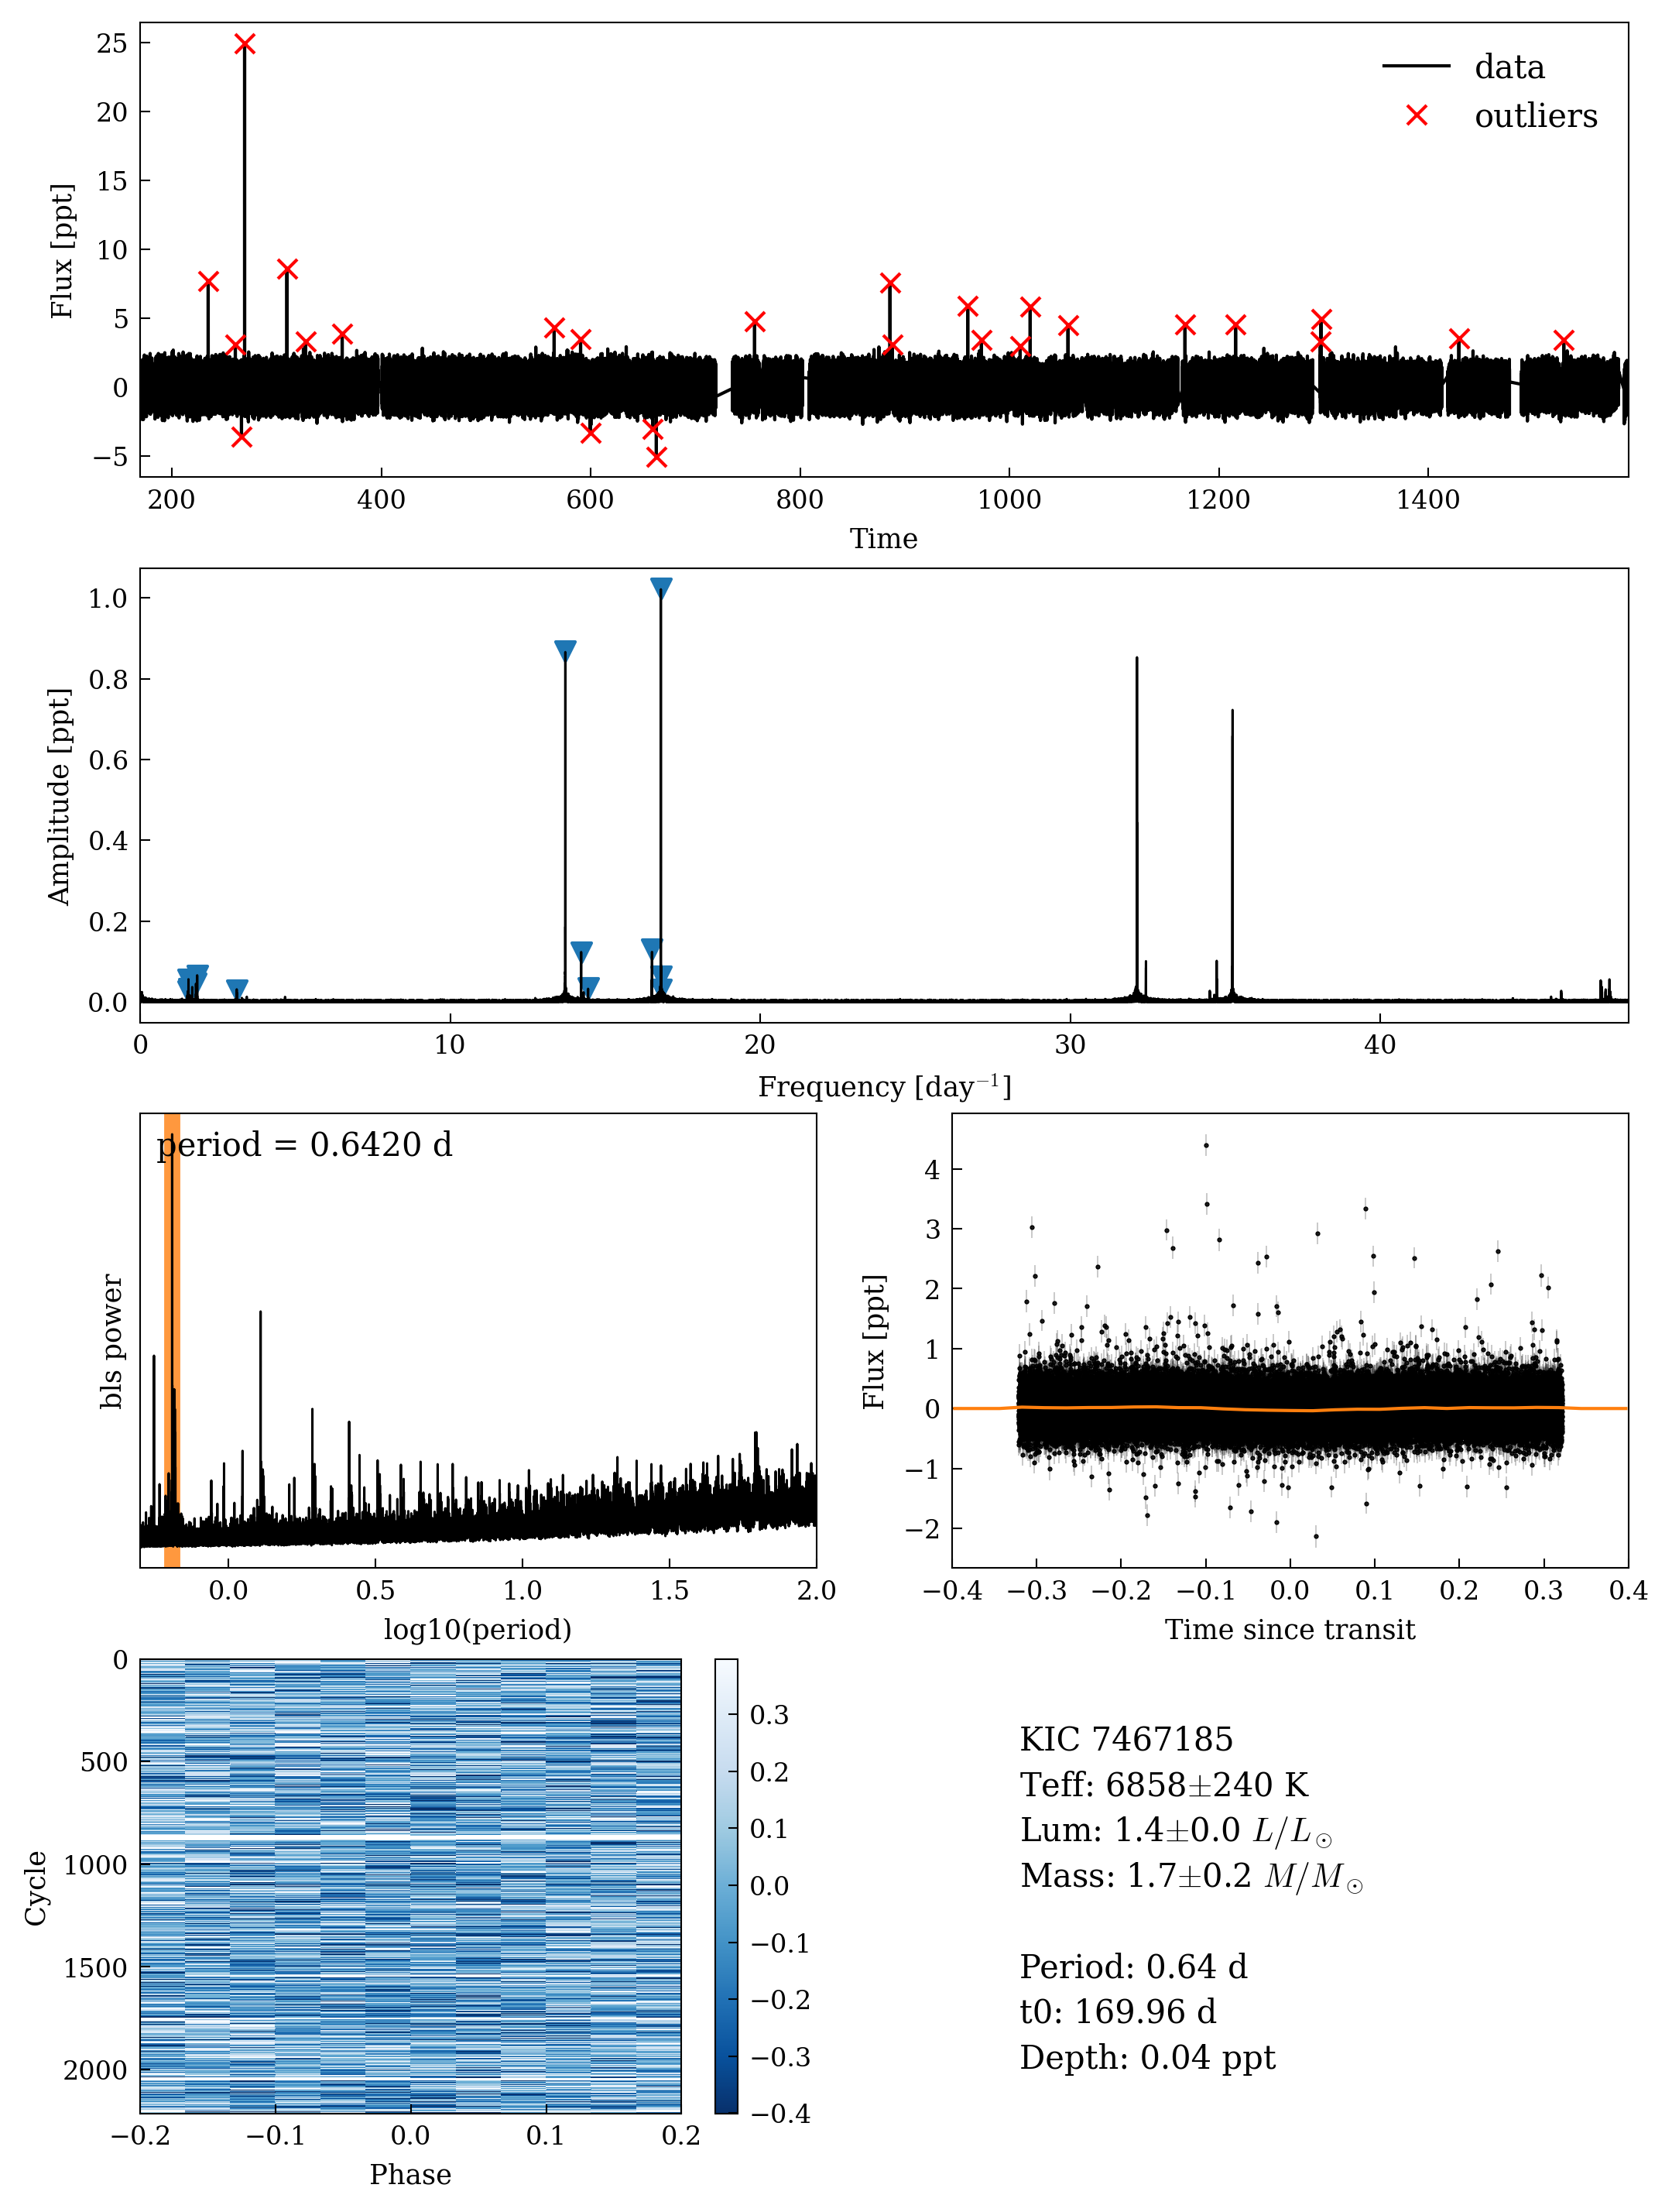 25
20
15
10
5
0
−5
Flux [ppt]
data
outliers
200 400 600 800 1000 1200 1400
Time
1.0
0.8
0.6
0.4
0.2
0.0
Amplitude [ppt]
0 10 20 30 40
Frequency [day⁻¹]
period = 0.6420 d
bls power
0.0 0.5 1.0 1.5 2.0
log10(period)
4
3
2
1
0
−1
−2
Flux [ppt]
−0.4 −0.3 −0.2 −0.1 0.0 0.1 0.2 0.3 0.4
Time since transit
0
500
1000
1500
2000
Cycle
−0.2 −0.1 0.0 0.1 0.2
Phase
0.3
0.2
0.1
0.0
−0.1
−0.2
−0.3
−0.4
KIC 7467185
Teff: 6858±240 K
Lum: 1.4±0.0 L/L☉
Mass: 1.7±0.2 M/M☉
Period: 0.64 d
t0: 169.96 d
Depth: 0.04 ppt